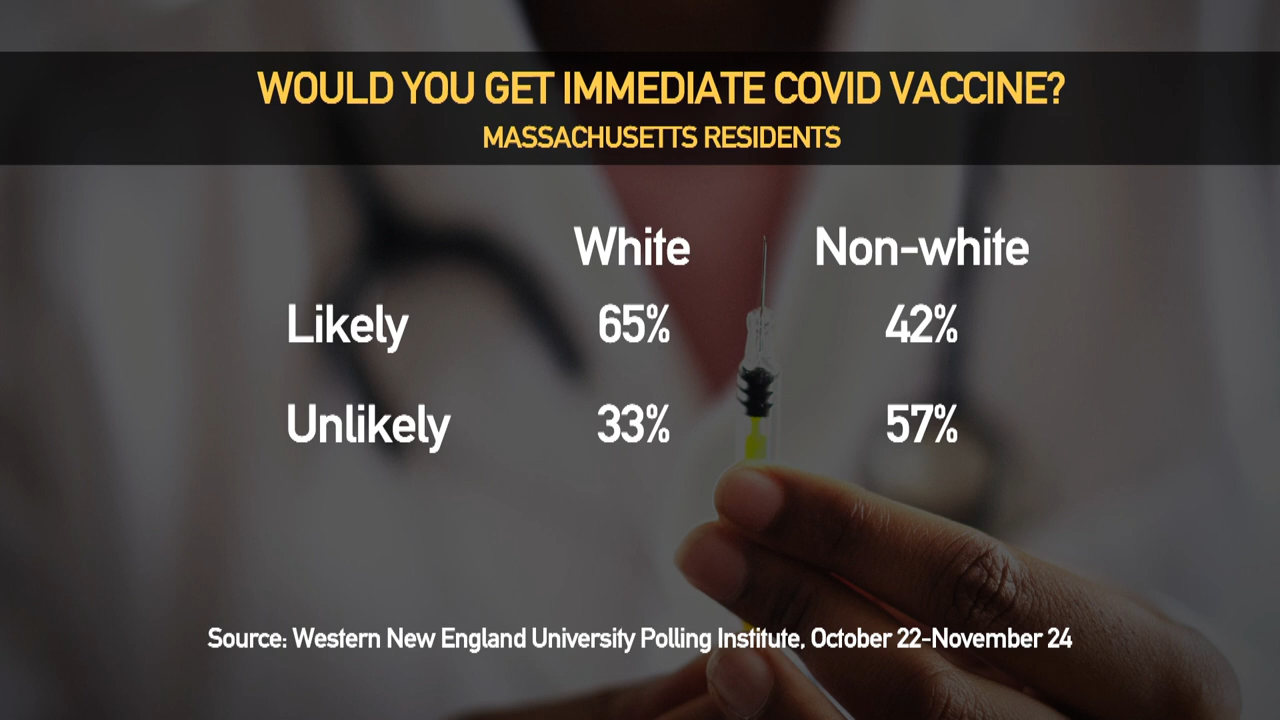 WOULD YOU GET IMMEDIATE COVID VACCINE?
MASSACHUSETTS RESIDENTS
White Non-white
Likely 65% 42%
Unlikely 33% 57%
Source: Western New England University Polling Institute, October 22-November 24